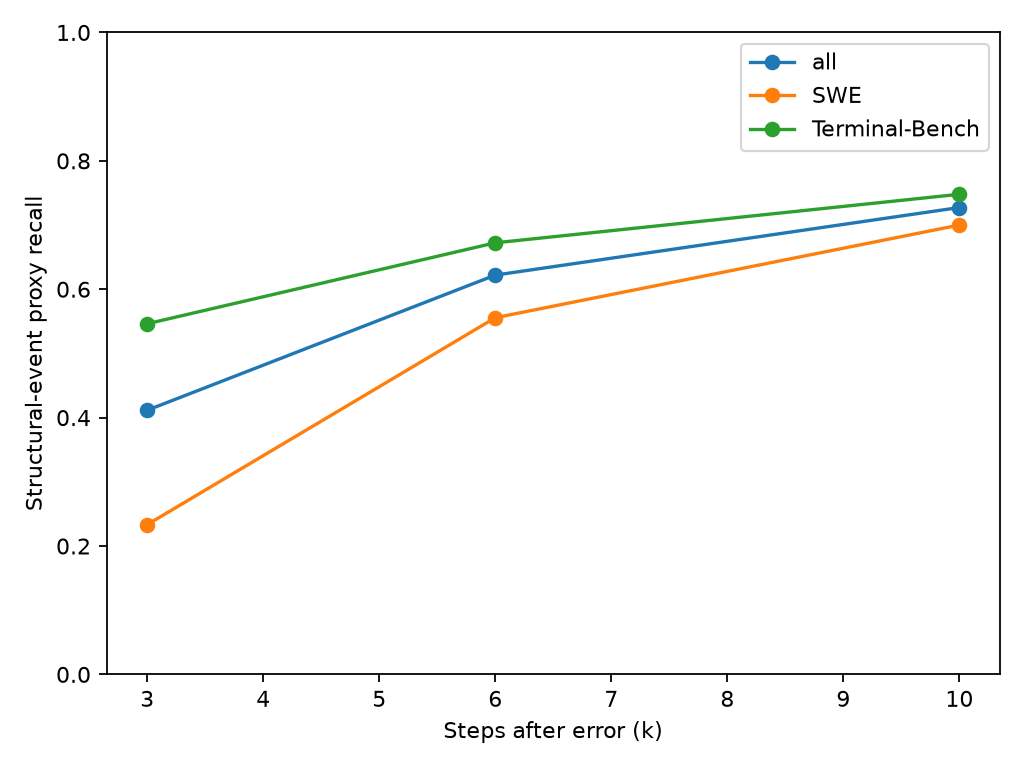 1.0
0.8
0.6
0.4
0.2
0.0
Structural-event proxy recall
all
SWE
Terminal-Bench
3 4 5 6 7 8 9 10
Steps after error (k)